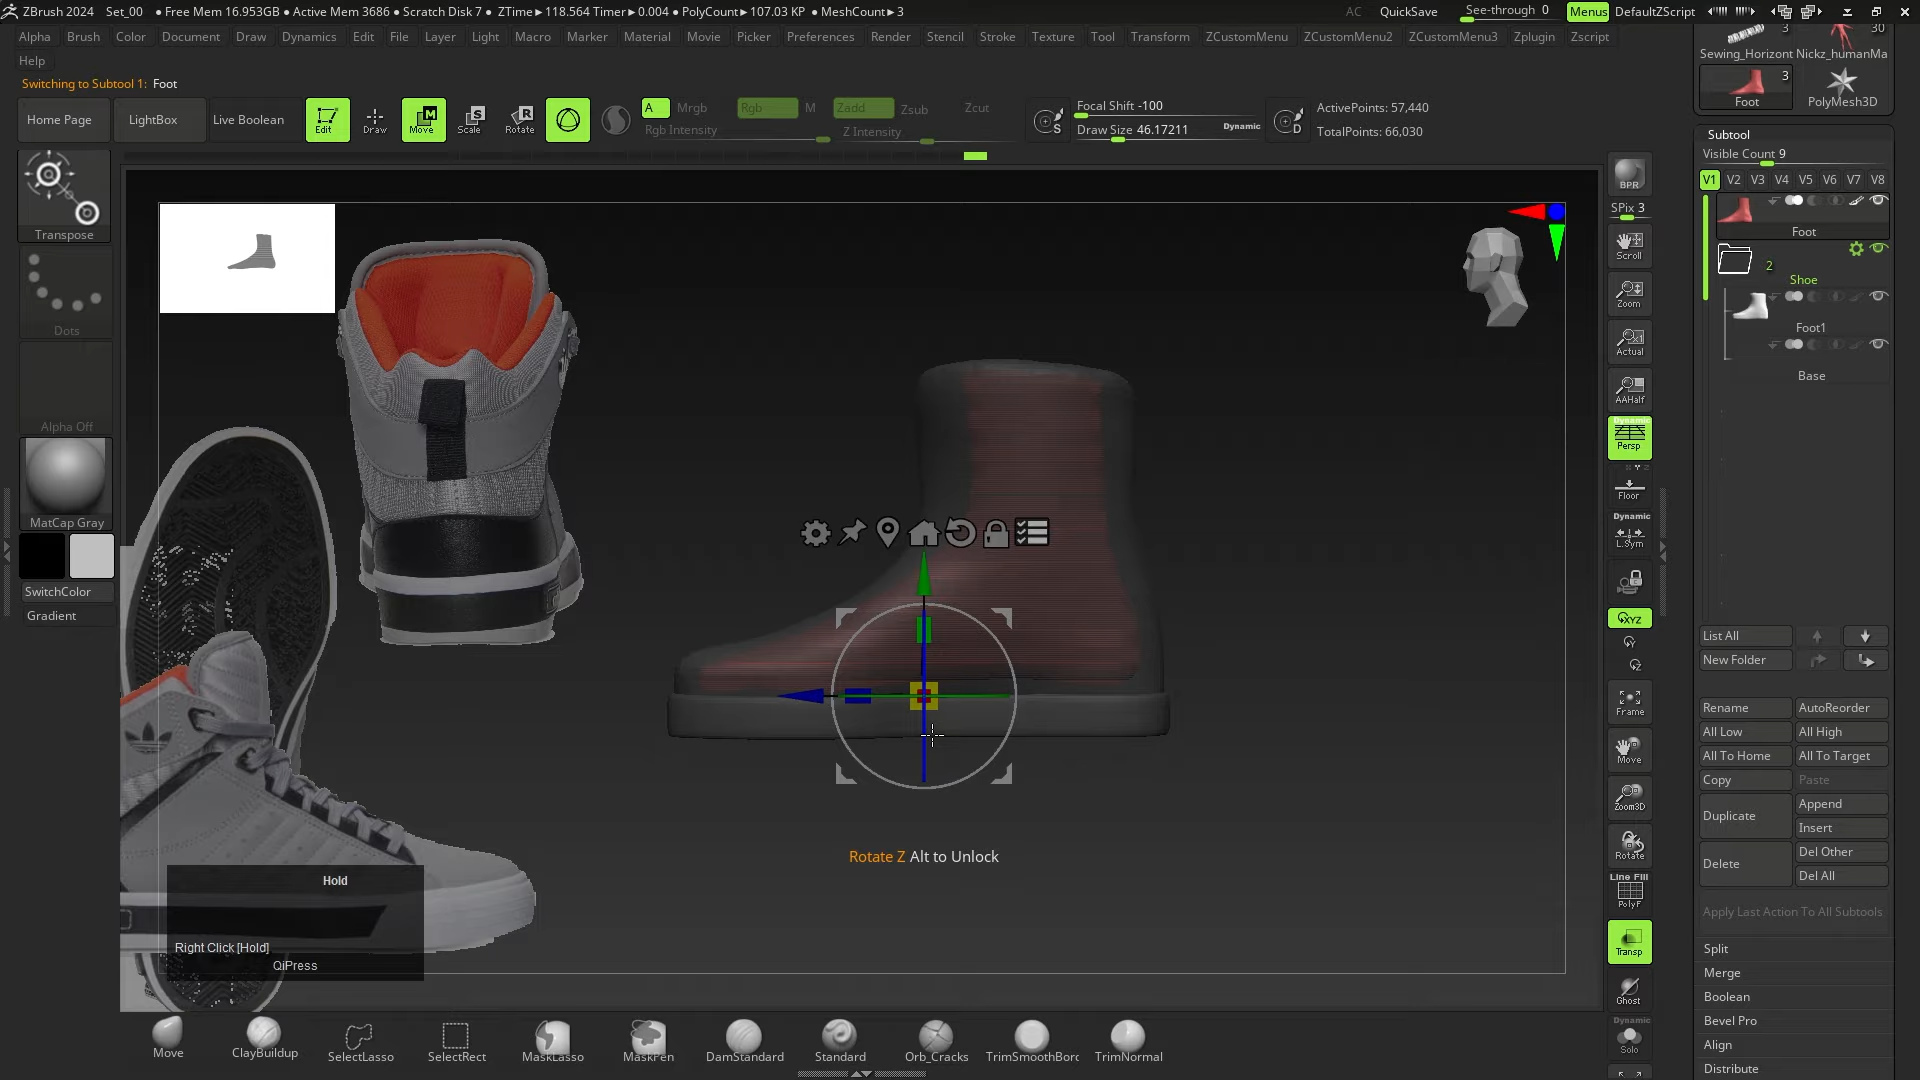 ZBrush 2024 Set_00 ● Free Mem 16.953GB ● Active Mem 3686 ● Scratch Disk 7 ● ZTime►118.564 Timer►0.004 ● PolyCount►107.03 KP ● MeshCount►3 AC QuickSave See-through 0 Menus DefaultZScript
Alpha Brush Color Document Draw Dynamics Edit File Layer Light Macro Marker Material Movie Picker Preferences Render Stencil Stroke Texture Tool Transform ZCustomMenu ZCustomMenu2 ZCustomMenu3 Zplugin Zscript
Help
Switching to Subtool 1: Foot
Home Page LightBox Live Boolean Edit Draw Move Scale Rotate A Mrgb Rgb M Zadd Zsub Zcut
Rgb Intensity Z Intensity
S Focal Shift -100
Draw Size 46.17211 Dynamic D
ActivePoints: 57,440
TotalPoints: 66,030
3 30
Sewing_Horizont Nickz_humanMa
3
Foot PolyMesh3D
Subtool
Visible Count 9
V1 V2 V3 V4 V5 V6 V7 V8
Foot
2
Shoe
Foot1
Base
List All
New Folder
Rename AutoReorder
All Low All High
All To Home All To Target
Copy Paste
Duplicate Append
Insert
Delete Del Other
Del All
Apply Last Action To All Subtools
Split
Merge
Boolean
Bevel Pro
Align
Distribute
Transpose
Dots
Alpha Off
MatCap Gray
SwitchColor
Gradient
BPR
SPix 3
Scroll
Zoom
Actual
AAHalf
Dynamic
Persp
Floor
Dynamic
L.Sym
XYZ
Y
Z
Frame
Move
Zoom3D
Rotate
Line Fill
PolyF
Transp
Ghost
Dynamic
Solo
Rotate Z Alt to Unlock
Hold
Right Click [Hold]
QiPress
Move ClayBuildup SelectLasso SelectRect MaskLasso MaskPen DamStandard Standard Orb_Cracks TrimSmoothBorc TrimNormal